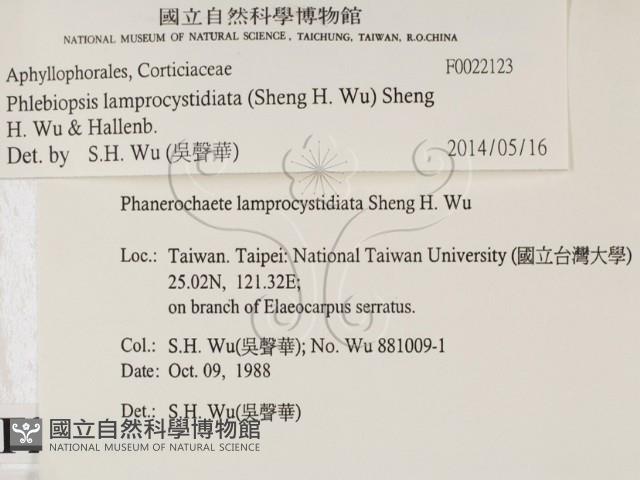 國立自然科學博物館
NATIONAL MUSEUM OF NATURAL SCIENCE, TAICHUNG, TAIWAN, R.O.CHINA
Aphyllophorales, Corticiaceae F0022123
Phlebiopsis lamprocystidiata (Sheng H. Wu) Sheng
H. Wu & Hallenb.
Det. by S.H. Wu (吳聲華) 2014/05/16
Phanerochaete lamprocystidiata Sheng H. Wu
Loc.: Taiwan. Taipei: National Taiwan University (國立台灣大學)
25.02N, 121.32E;
on branch of Elaeocarpus serratus.
Col.: S.H. Wu(吳聲華); No. Wu 881009-1
Date: Oct. 09, 1988
Det.: S.H. Wu(吳聲華)
國立自然科學博物館
NATIONAL MUSEUM OF NATURAL SCIENCE